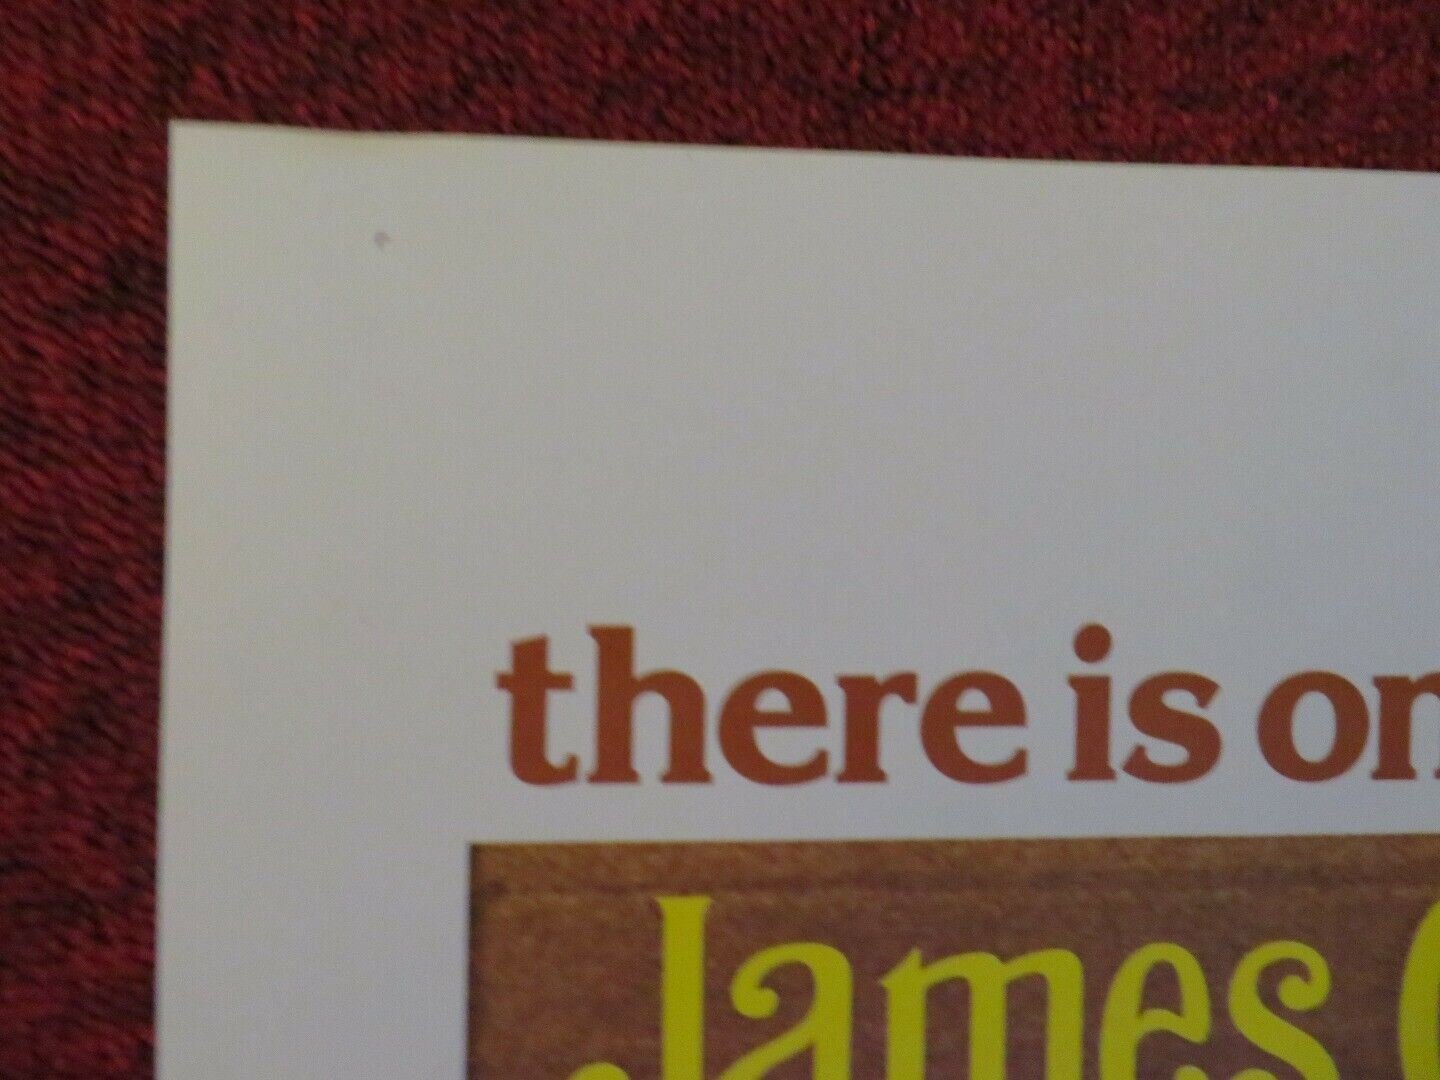 there is on
James